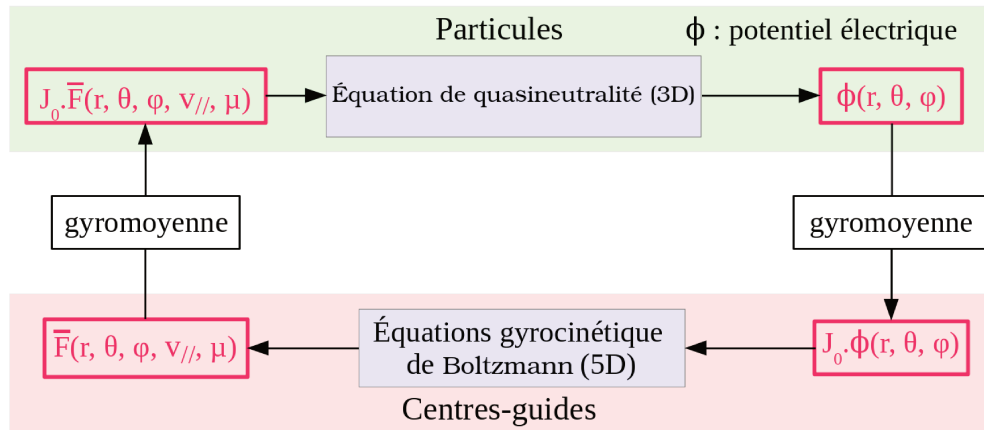 Particules
ϕ : potentiel électrique
J₀.F̅(r, θ, φ, v//, μ)
Équation de quasineutralité (3D)
ϕ(r, θ, φ)
gyromoyenne
gyromoyenne
F̅(r, θ, φ, v//, μ)
Équations gyrocinétique
de Boltzmann (5D)
J₀.ϕ(r, θ, φ)
Centres-guides